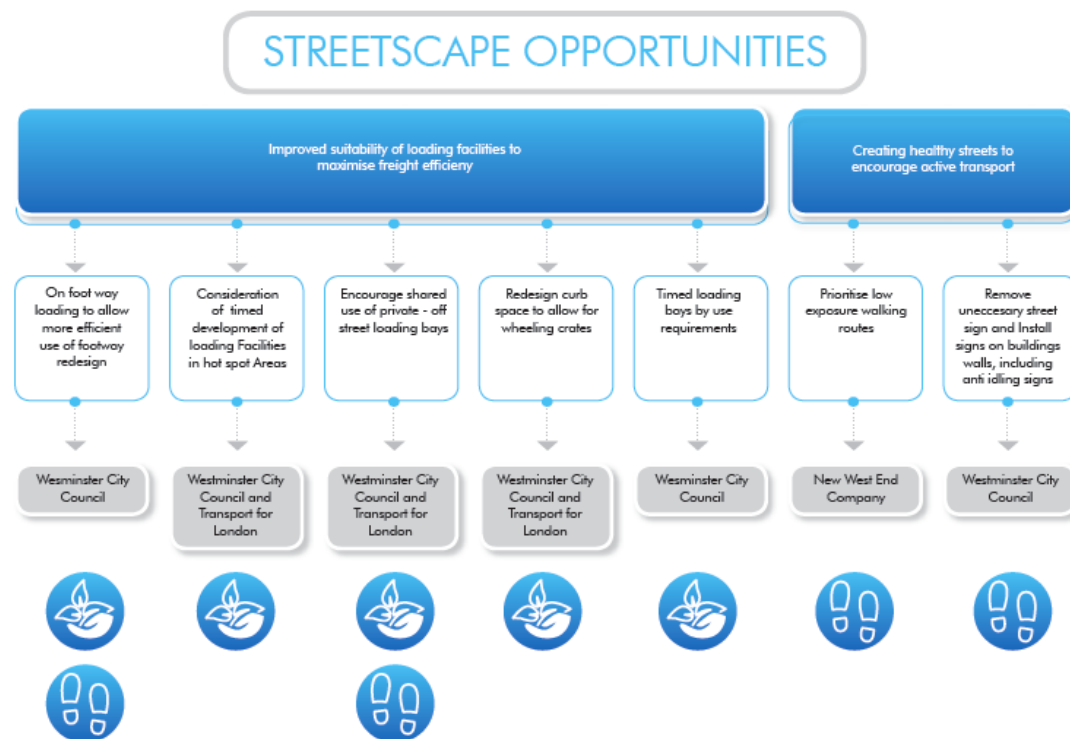 STREETSCAPE OPPORTUNITIES
Improved suitability of loading facilities to
maximise freight efficieny
Creating healthy streets to
encourage active transport
On foot way
loading to allow
more efficient
use of footway
redesign
Consideration
of timed
development of
loading Facilities
in hot spot Areas
Encourage shared
use of private - off
street loading bays
Redesign curb
space to allow for
wheeling crates
Timed loading
bays by use
requirements
Prioritise low
exposure walking
routes
Remove
uneccesary street
sign and Install
signs on buildings
walls, including
anti idling signs
Wesminster City
Council
Westminster City
Council and
Transport for
London
Westminster City
Council and
Transport for
London
Westminster City
Council and
Transport for
London
Wesminster City
Council
New West End
Company
Westminster City
Council